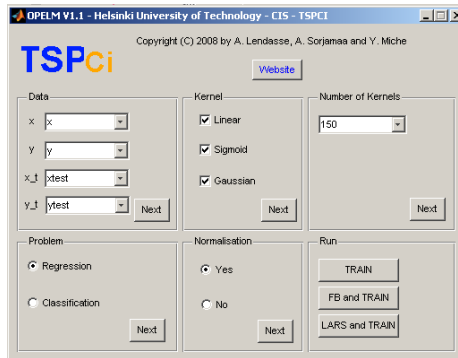 OPELM V1.1 - Helsinki University of Technology - CIS - TSPCI
Copyright (C) 2008 by A. Lendasse, A. Sorjamaa and Y. Miche
TSPCi
Website
Data
x x
y y
x_t xtest
y_t ytest
Next
Kernel
Linear
Sigmoid
Gaussian
Next
Number of Kernels
150
Next
Problem
Regression
Classification
Next
Normalisation
Yes
No
Next
Run
TRAIN
FB and TRAIN
LARS and TRAIN